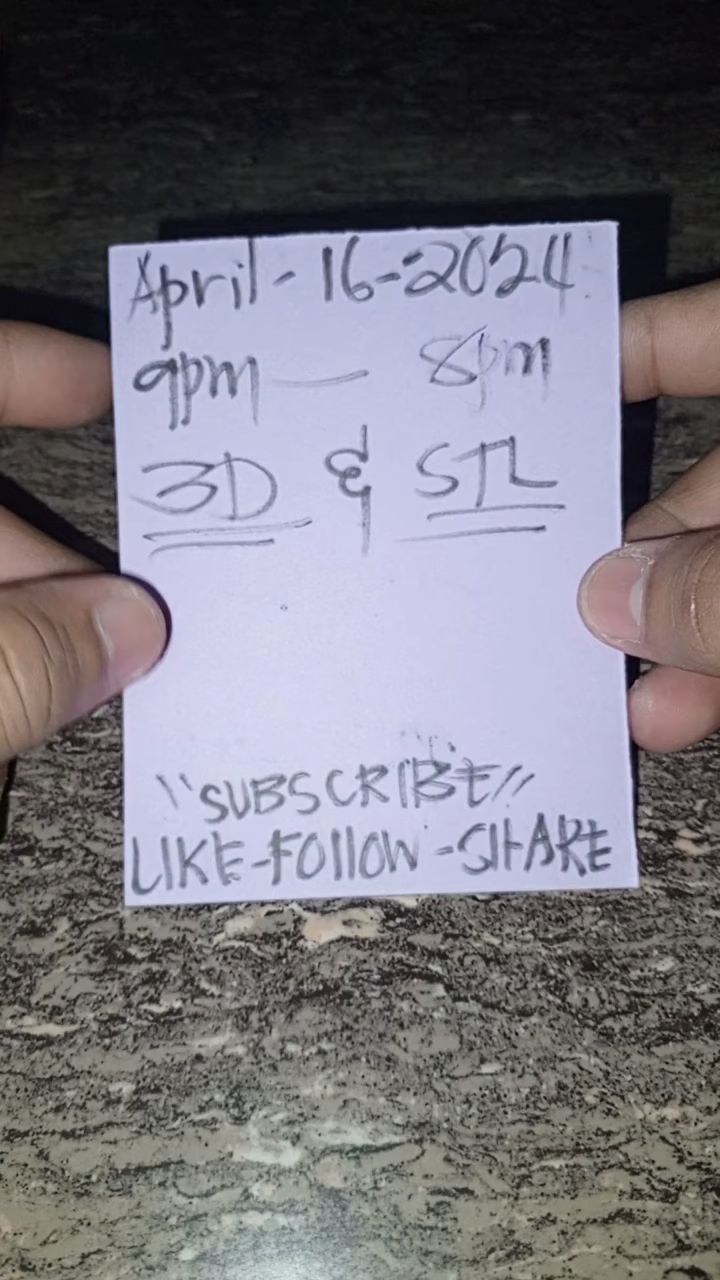 April-16-2024
9pm — 8pm
3D & STL
"SUBSCRIBE"
LIKE-FOllOW-SHARE